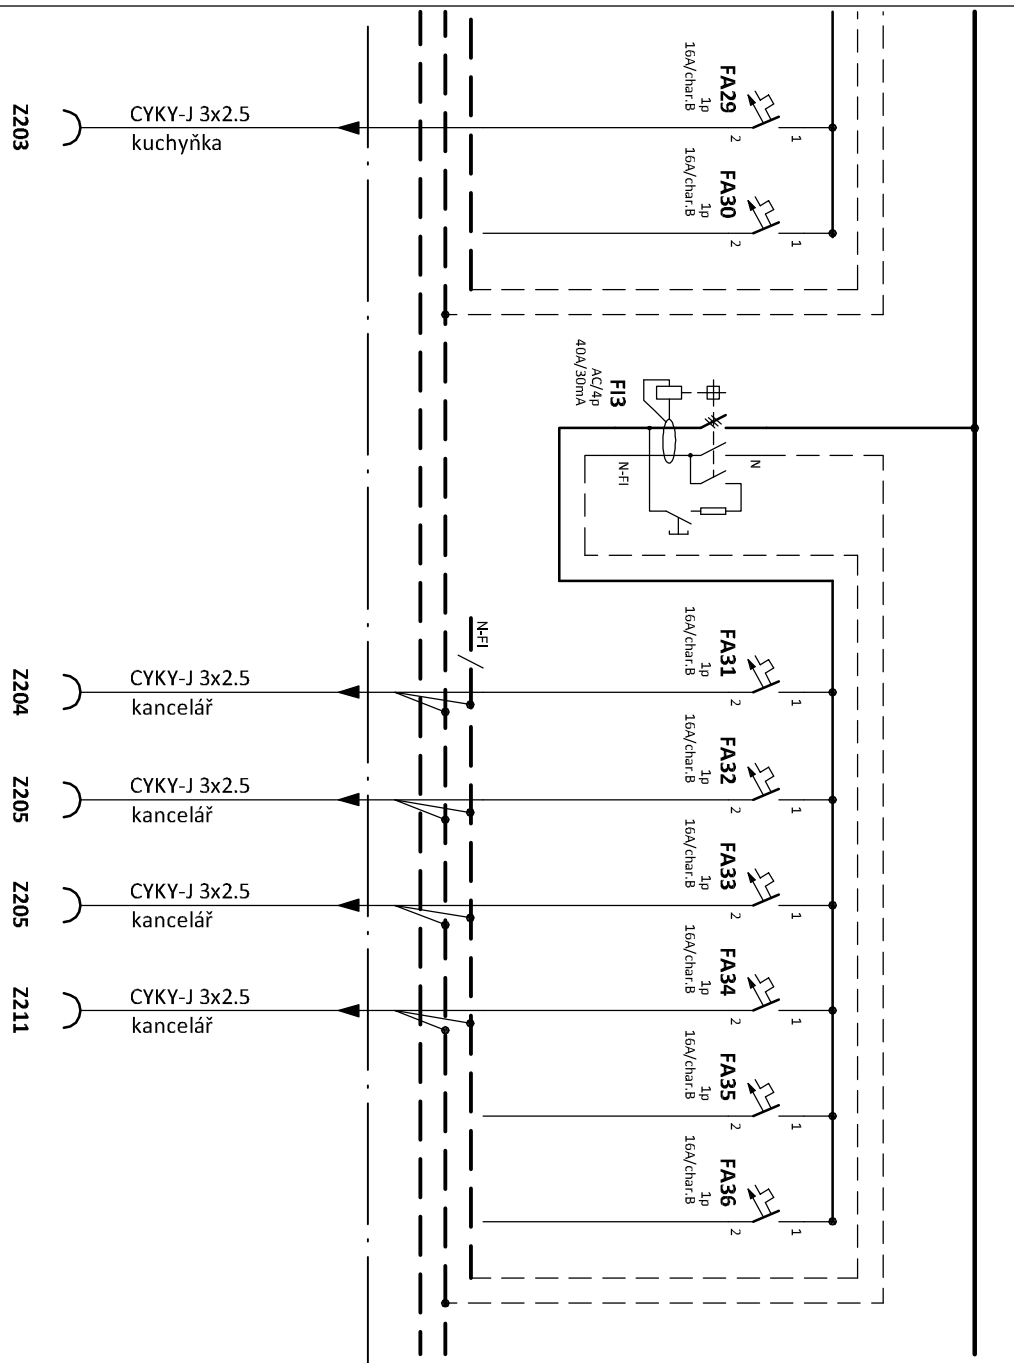 FA29
1p
16A/char.B
1
2
CYKY-J 3x2.5
kuchyňka
Z203
FA30
1p
16A/char.B
1
2
FI3
AC/4p
40A/30mA
N
N-FI
N-FI
FA31
1p
16A/char.B
1
2
CYKY-J 3x2.5
kancelář
Z204
FA32
1p
16A/char.B
1
2
CYKY-J 3x2.5
kancelář
Z205
FA33
1p
16A/char.B
1
2
CYKY-J 3x2.5
kancelář
Z205
FA34
1p
16A/char.B
1
2
CYKY-J 3x2.5
kancelář
Z211
FA35
1p
16A/char.B
1
2
FA36
1p
16A/char.B
1
2